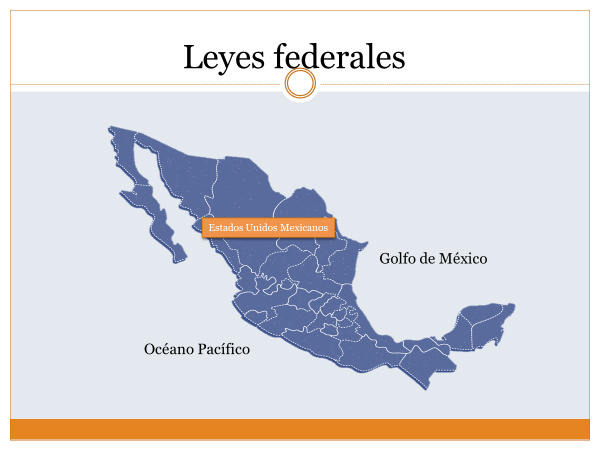 Leyes federales
Estados Unidos Mexicanos
Golfo de México
Océano Pacífico